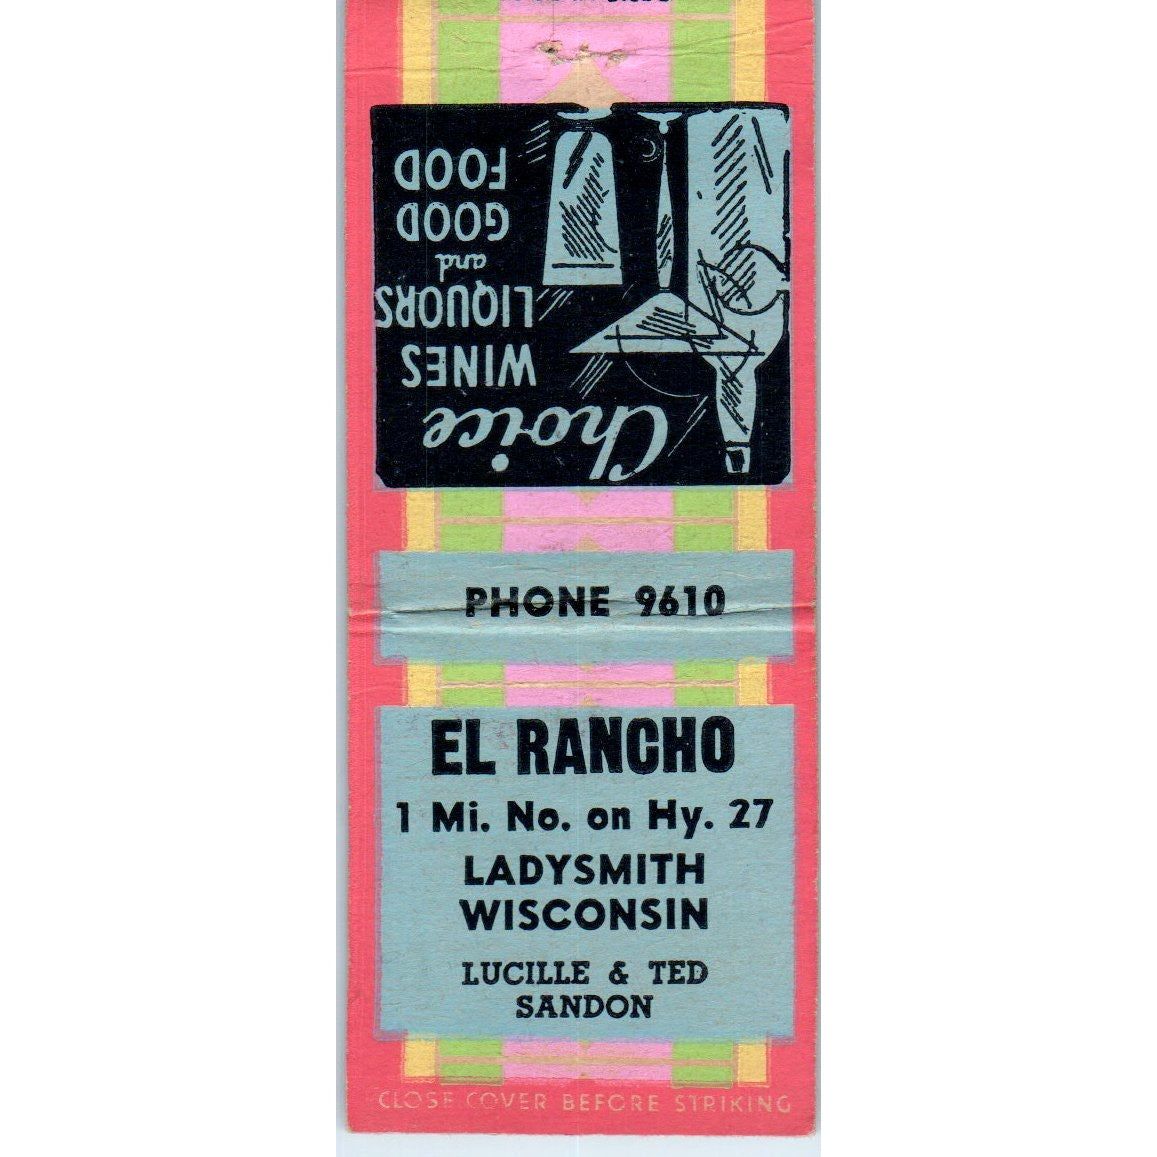 Choice
WINES
LIQUORS
and
GOOD
FOOD
PHONE 9610
EL RANCHO
1 Mi. No. on Hy. 27
LADYSMITH
WISCONSIN
LUCILLE & TED
SANDON
CLOSE COVER BEFORE STRIKING